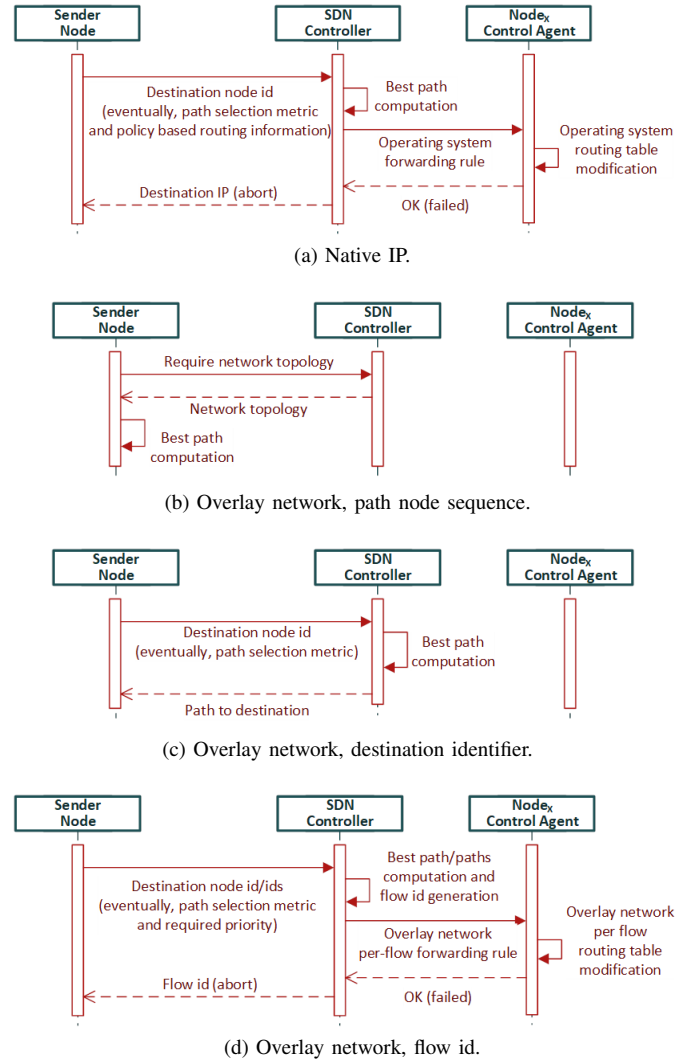 Sender
Node
SDN
Controller
NodeX
Control Agent
Destination node id
(eventually, path selection metric
and policy based routing information)
Best path
computation
Operating system
forwarding rule
Operating system
routing table
modification
Destination IP (abort)
OK (failed)
(a) Native IP.
Sender
Node
SDN
Controller
NodeX
Control Agent
Require network topology
Network topology
Best path
computation
(b) Overlay network, path node sequence.
Sender
Node
SDN
Controller
NodeX
Control Agent
Destination node id
(eventually, path selection metric)
Best path
computation
Path to destination
(c) Overlay network, destination identifier.
Sender
Node
SDN
Controller
NodeX
Control Agent
Destination node id/ids
(eventually, path selection metric
and required priority)
Best path/paths
computation and
flow id generation
Overlay network
per-flow forwarding rule
Overlay network
per flow
routing table
modification
Flow id (abort)
OK (failed)
(d) Overlay network, flow id.